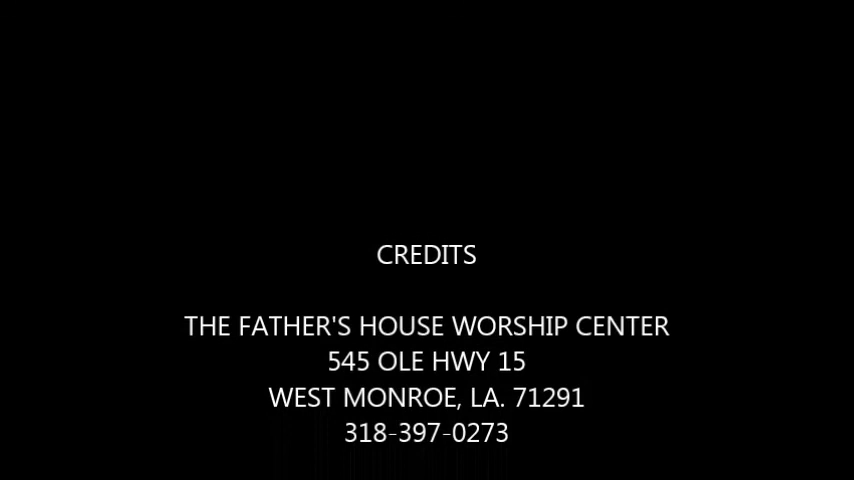 CREDITS
THE FATHER'S HOUSE WORSHIP CENTER
545 OLE HWY 15
WEST MONROE, LA. 71291
318-397-0273